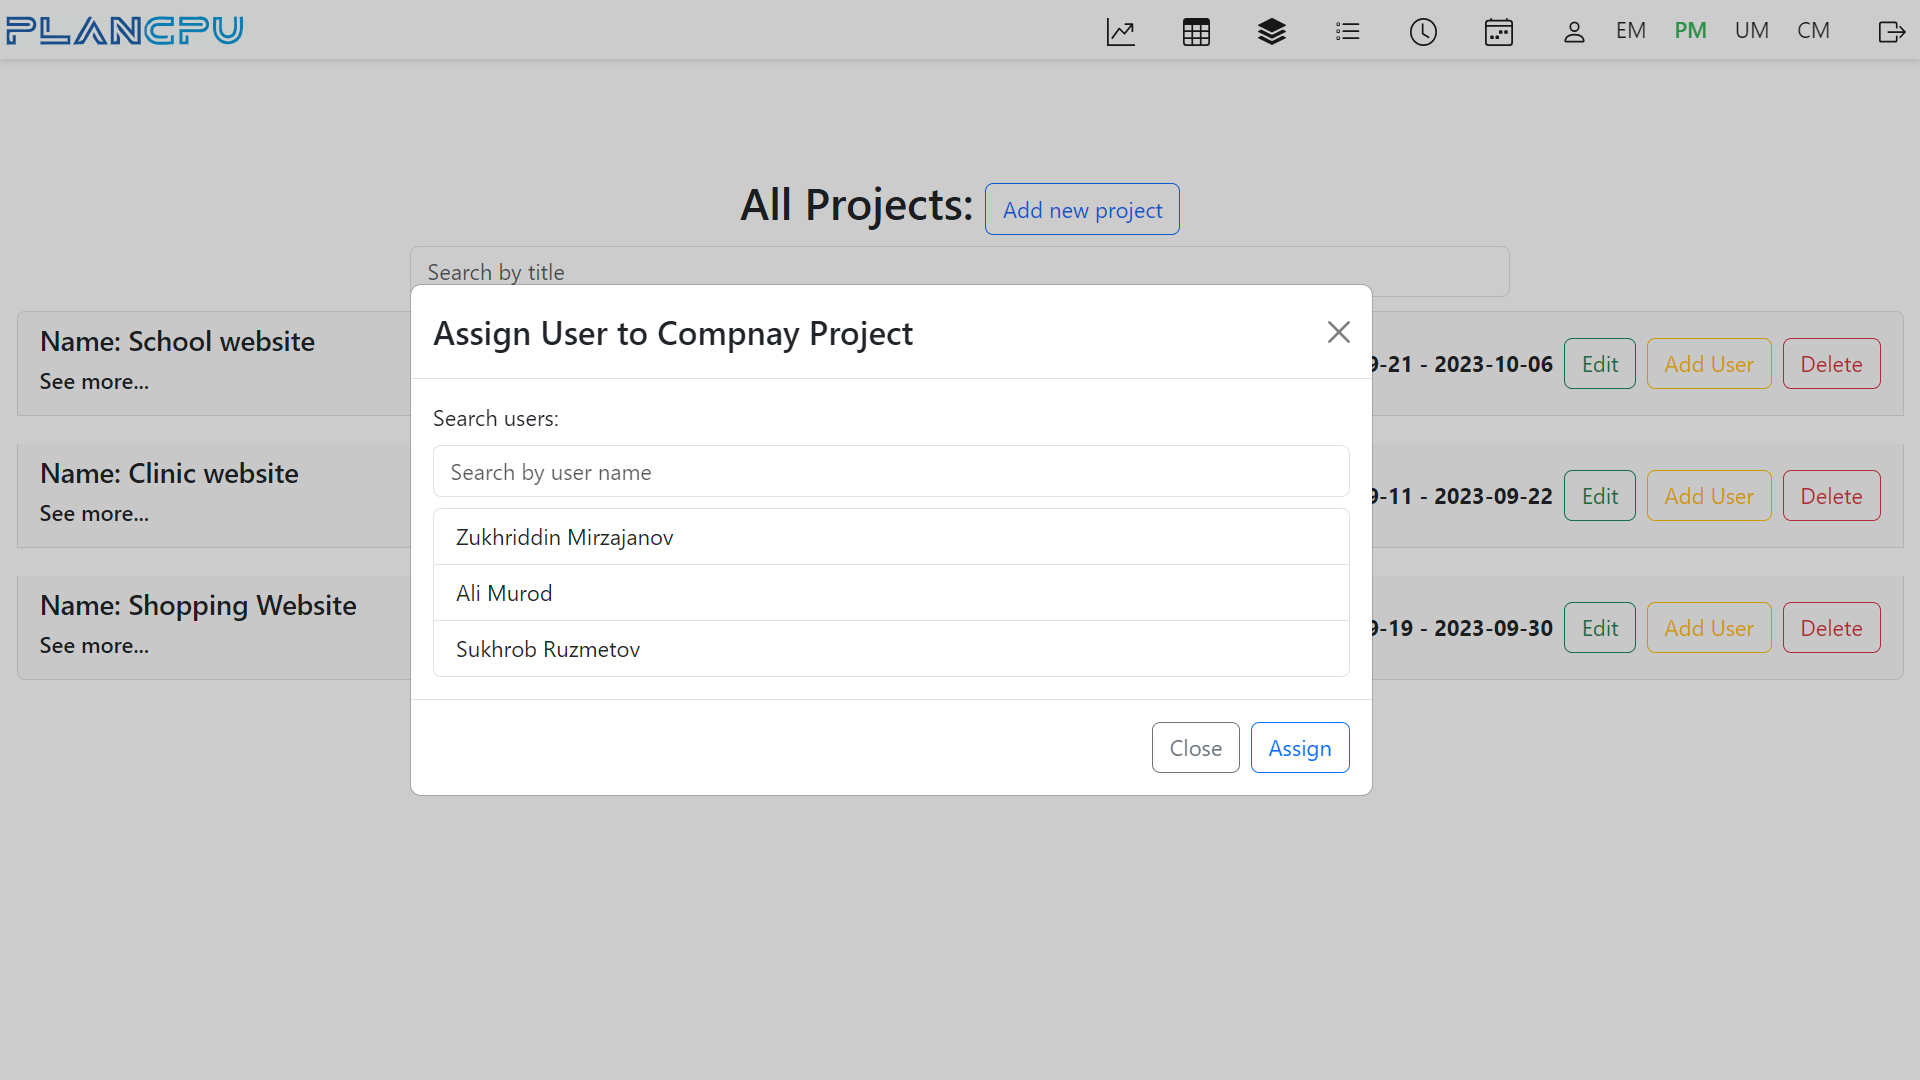 PLANCPU
EM PM UM CM
All Projects: Add new project
Search by title
Assign User to Compnay Project
Search users:
Search by user name
Zukhriddin Mirzajanov
Ali Murod
Sukhrob Ruzmetov
Close Assign
Name: School website
See more...
9-21 - 2023-10-06 Edit Add User Delete
Name: Clinic website
See more...
9-11 - 2023-09-22 Edit Add User Delete
Name: Shopping Website
See more...
9-19 - 2023-09-30 Edit Add User Delete